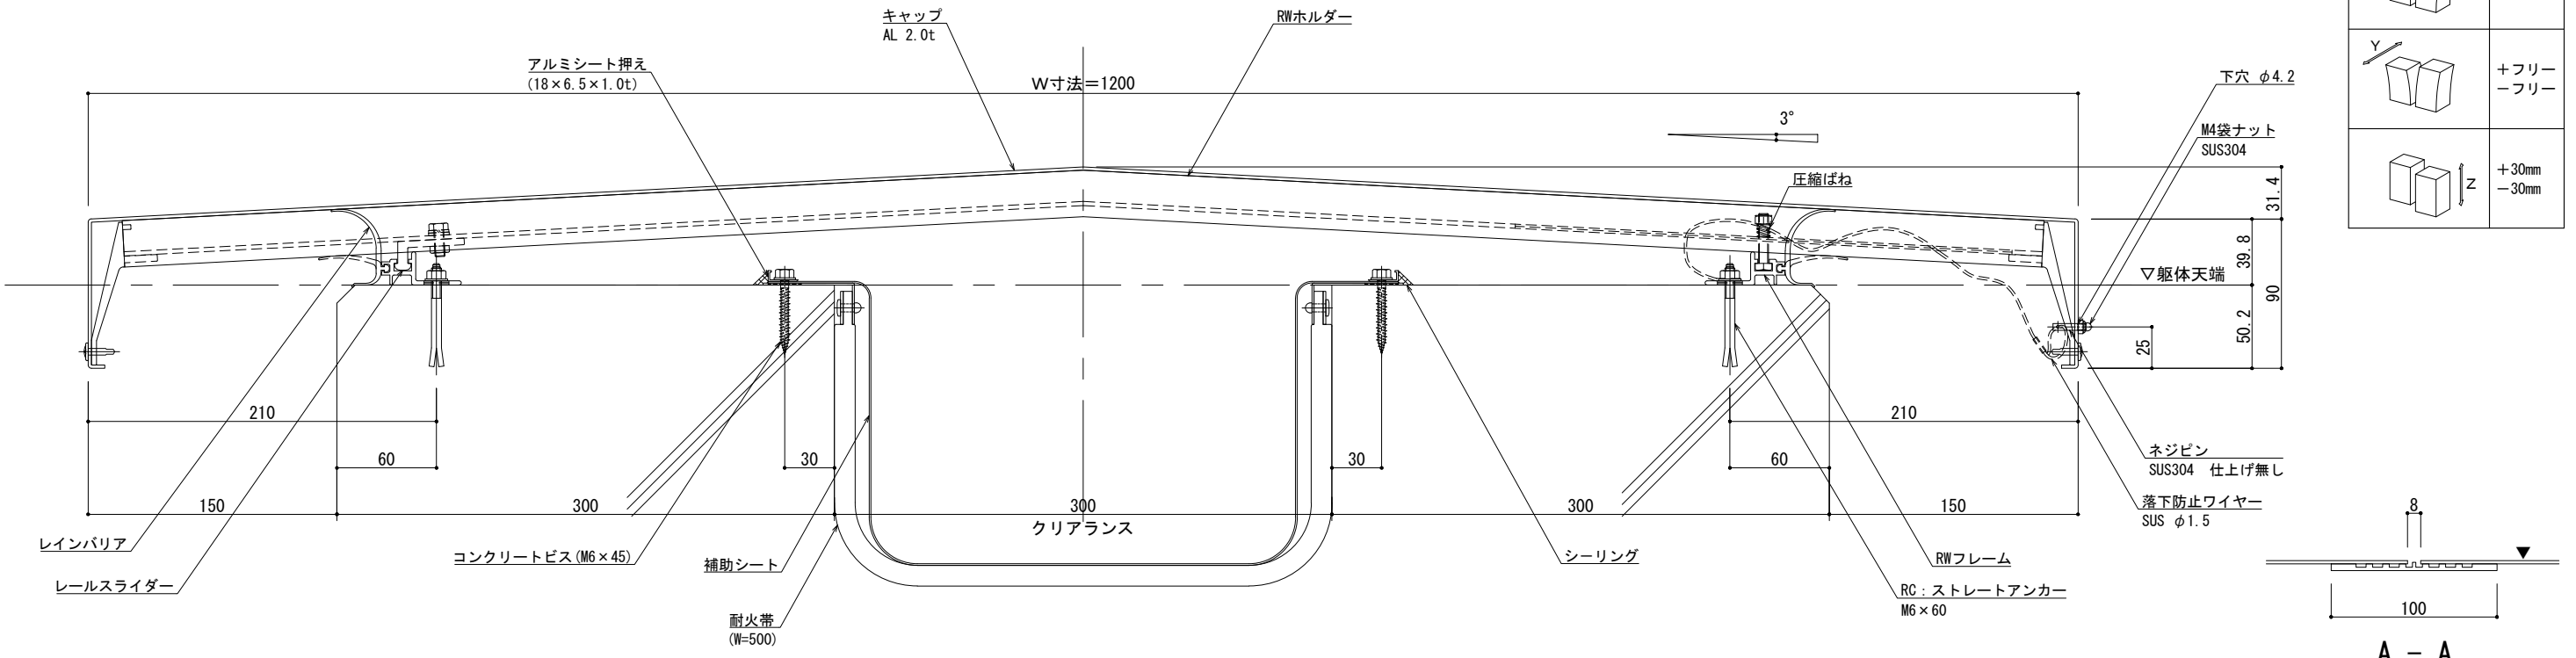 キャップ
AL 2.0t
RWホルダー
アルミシート押え
(18×6.5×1.0t)
W寸法=1200
3°
下穴 φ4.2
M4袋ナット
SUS304
圧縮ばね
▽躯体天端
31.4
39.8
50.2
90
25
Y
+フリー
−フリー
Z
+30mm
−30mm
210
60
30
30
60
210
150
300
300
300
150
クリアランス
レインバリア
レールスライダー
コンクリートビス(M6×45)
補助シート
耐火帯
(W=500)
シーリング
RWフレーム
RC:ストレートアンカー
M6×60
ネジピン
SUS304 仕上げ無し
落下防止ワイヤー
SUS φ1.5
8
▼
100
A − A